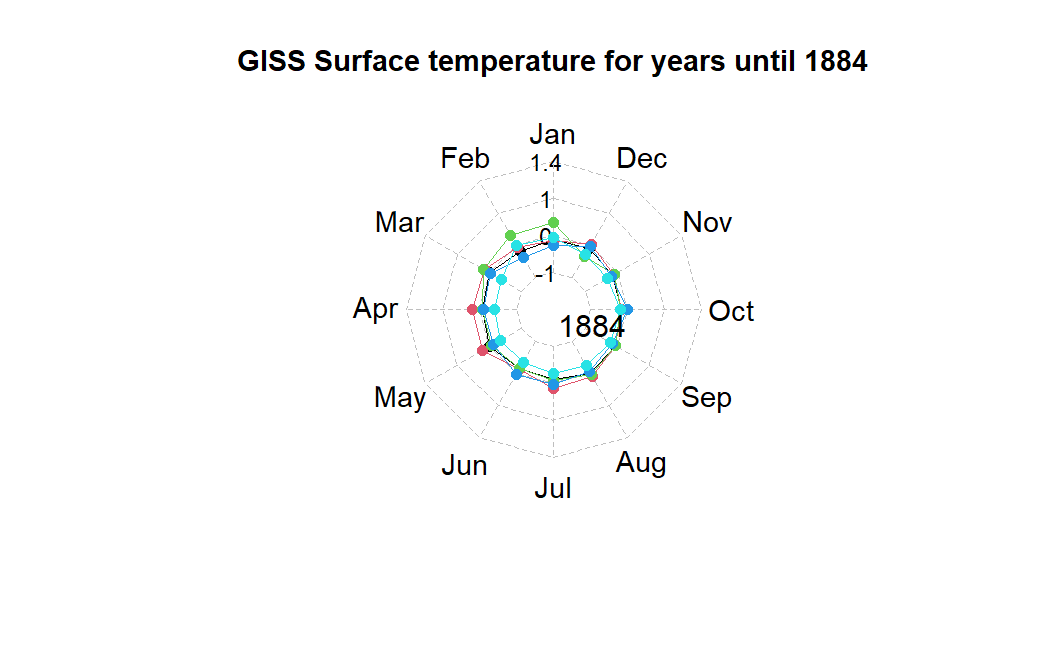 GISS Surface temperature for years until 1884
Jan
Feb
Dec
1.4
1
Mar
Nov
0
-1
Apr
Oct
1884
May
Sep
Jun
Aug
Jul